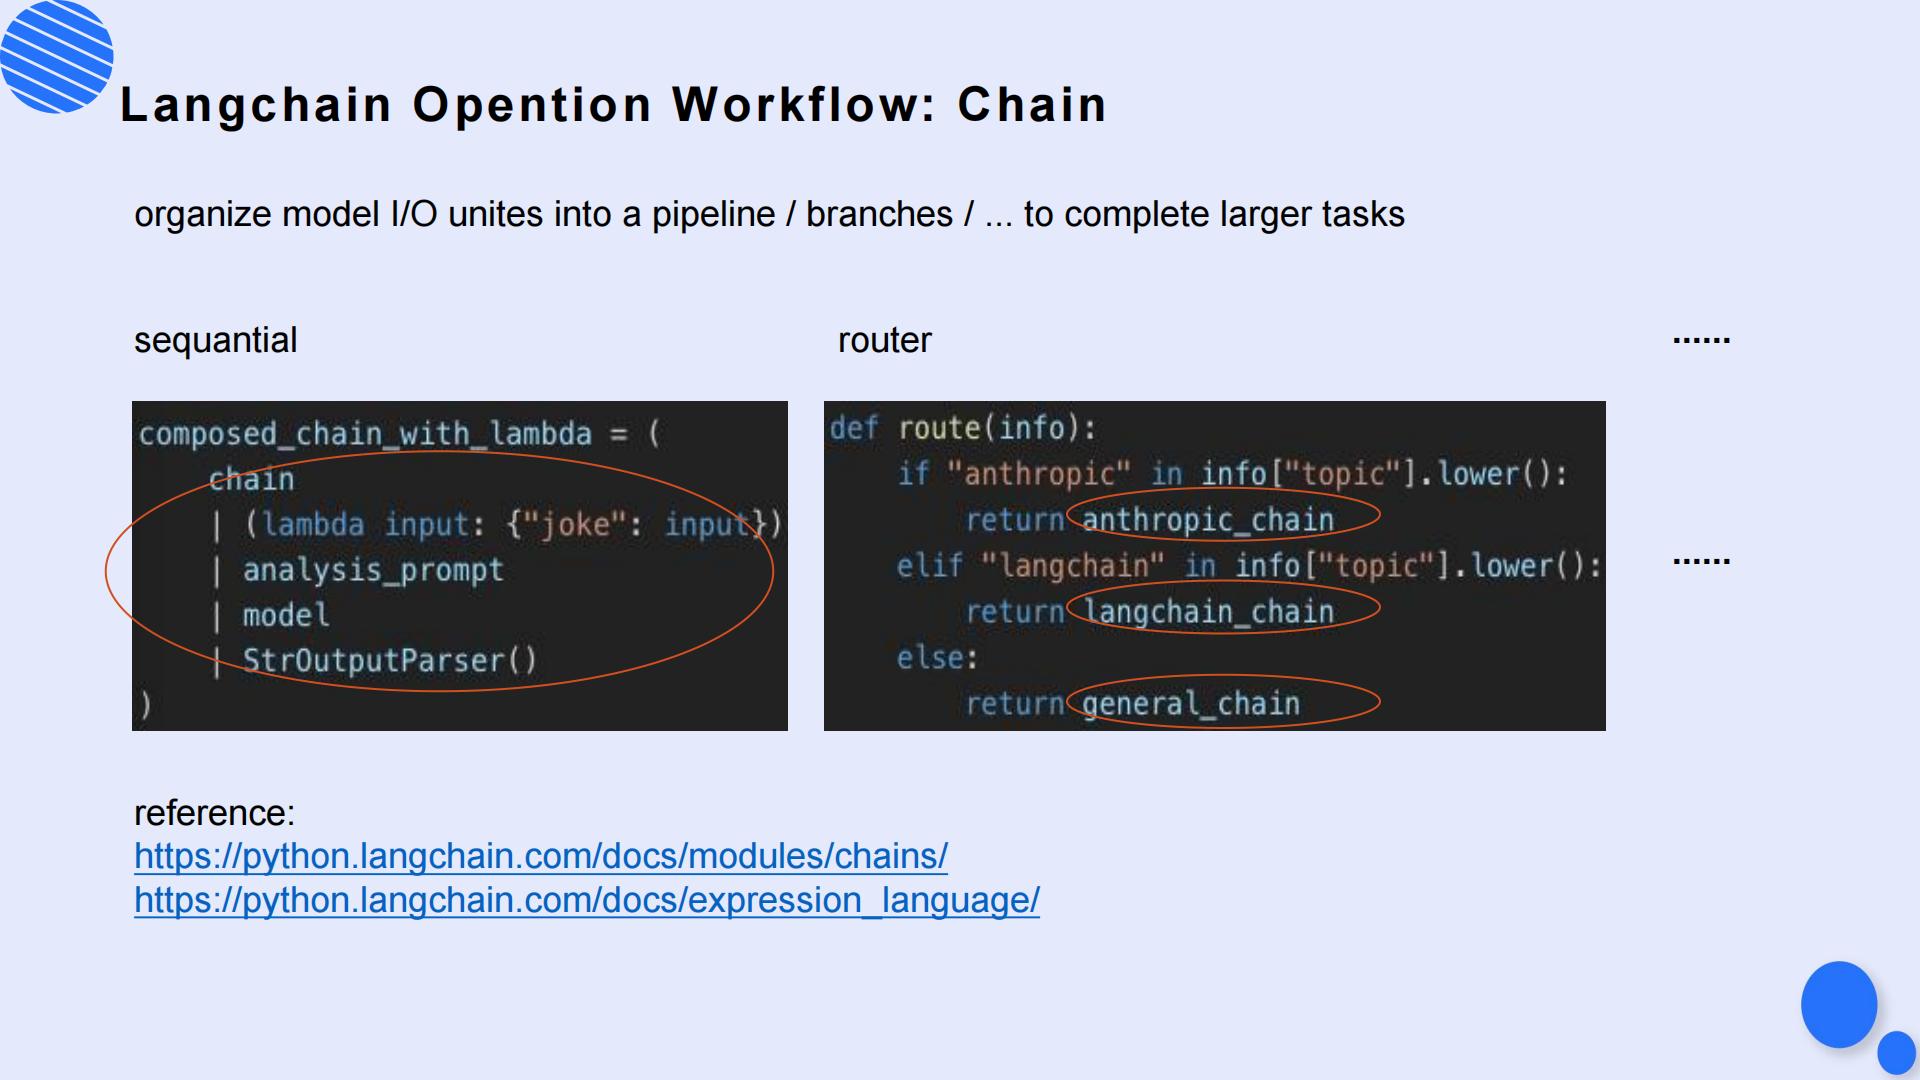 Langchain Opention Workflow: Chain
organize model I/O unites into a pipeline / branches / ... to complete larger tasks
sequantial
composed_chain_with_lambda = (
    chain
    | (lambda input: {"joke": input})
    | analysis_prompt
    | model
    | StrOutputParser()
)
router
def route(info):
    if "anthropic" in info["topic"].lower():
        return anthropic_chain
    elif "langchain" in info["topic"].lower():
        return langchain_chain
    else:
        return general_chain
......
......
reference:
https://python.langchain.com/docs/modules/chains/
https://python.langchain.com/docs/expression_language/